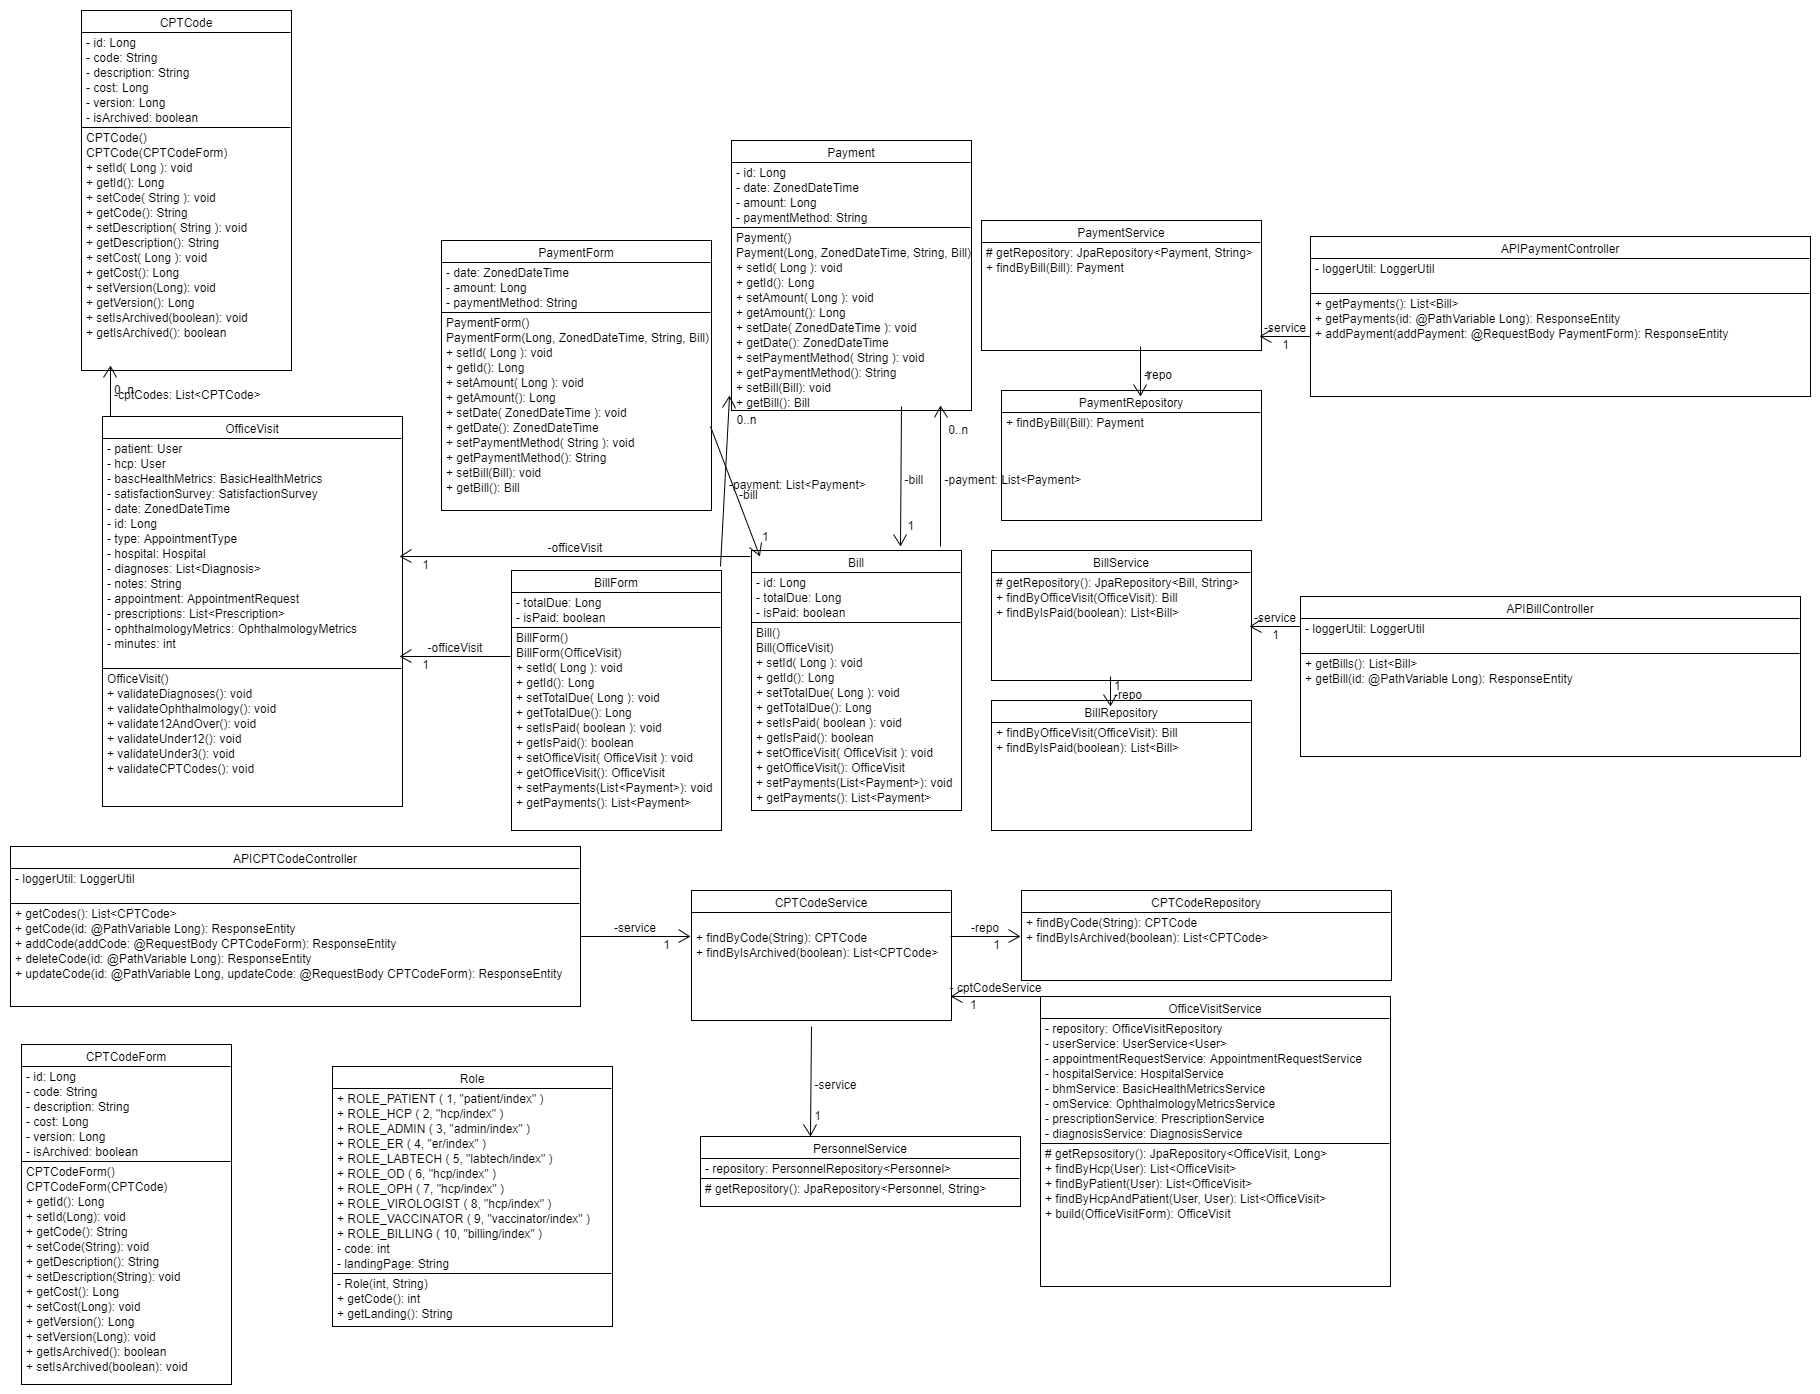 CPTCode
- id: Long
- code: String
- description: String
- cost: Long
- version: Long
- isArchived: boolean
CPTCode()
CPTCode(CPTCodeForm)
+ setId( Long ): void
+ getId(): Long
+ setCode( String ): void
+ getCode(): String
+ setDescription( String ): void
+ getDescription(): String
+ setCost( Long ): void
+ getCost(): Long
+ setVersion(Long): void
+ getVersion(): Long
+ setIsArchived(boolean): void
+ getIsArchived(): boolean
0..n
-cptCodes: List<CPTCode>
OfficeVisit
- patient: User
- hcp: User
- bascHealthMetrics: BasicHealthMetrics
- satisfactionSurvey: SatisfactionSurvey
- date: ZonedDateTime
- id: Long
- type: AppointmentType
- hospital: Hospital
- diagnoses: List<Diagnosis>
- notes: String
- appointment: AppointmentRequest
- prescriptions: List<Prescription>
- ophthalmologyMetrics: OphthalmologyMetrics
- minutes: int
OfficeVisit()
+ validateDiagnoses(): void
+ validateOphthalmology(): void
+ validate12AndOver(): void
+ validateUnder12(): void
+ validateUnder3(): void
+ validateCPTCodes(): void
PaymentForm
- date: ZonedDateTime
- amount: Long
- paymentMethod: String
PaymentForm()
PaymentForm(Long, ZonedDateTime, String, Bill)
+ setId( Long ): void
+ getId(): Long
+ setAmount( Long ): void
+ getAmount(): Long
+ setDate( ZonedDateTime ): void
+ getDate(): ZonedDateTime
+ setPaymentMethod( String ): void
+ getPaymentMethod(): String
+ setBill(Bill): void
+ getBill(): Bill
Payment
- id: Long
- date: ZonedDateTime
- amount: Long
- paymentMethod: String
Payment()
Payment(Long, ZonedDateTime, String, Bill)
+ setId( Long ): void
+ getId(): Long
+ setAmount( Long ): void
+ getAmount(): Long
+ setDate( ZonedDateTime ): void
+ getDate(): ZonedDateTime
+ setPaymentMethod( String ): void
+ getPaymentMethod(): String
+ setBill(Bill): void
+ getBill(): Bill
0..n
0..n
-payment: List<Payment>
-bill
-bill
-payment: List<Payment>
1
1
-officeVisit
1
-officeVisit
1
BillForm
- totalDue: Long
- isPaid: boolean
BillForm()
BillForm(OfficeVisit)
+ setId( Long ): void
+ getId(): Long
+ setTotalDue( Long ): void
+ getTotalDue(): Long
+ setIsPaid( boolean ): void
+ getIsPaid(): boolean
+ setOfficeVisit( OfficeVisit ): void
+ getOfficeVisit(): OfficeVisit
+ setPayments(List<Payment>): void
+ getPayments(): List<Payment>
Bill
- id: Long
- totalDue: Long
- isPaid: boolean
Bill()
Bill(OfficeVisit)
+ setId( Long ): void
+ getId(): Long
+ setTotalDue( Long ): void
+ getTotalDue(): Long
+ setIsPaid( boolean ): void
+ getIsPaid(): boolean
+ setOfficeVisit( OfficeVisit ): void
+ getOfficeVisit(): OfficeVisit
+ setPayments(List<Payment>): void
+ getPayments(): List<Payment>
PaymentService
# getRepository: JpaRepository<Payment, String>
+ findByBill(Bill): Payment
-service
1
APIPaymentController
- loggerUtil: LoggerUtil
+ getPayments(): List<Bill>
+ getPayments(id: @PathVariable Long): ResponseEntity
+ addPayment(addPayment: @RequestBody PaymentForm): ResponseEntity
-repo
1
PaymentRepository
+ findByBill(Bill): Payment
BillService
# getRepository(): JpaRepository<Bill, String>
+ findByOfficeVisit(OfficeVisit): Bill
+ findByIsPaid(boolean): List<Bill>
-service
1
APIBillController
- loggerUtil: LoggerUtil
+ getBills(): List<Bill>
+ getBill(id: @PathVariable Long): ResponseEntity
1
-repo
BillRepository
+ findByOfficeVisit(OfficeVisit): Bill
+ findByIsPaid(boolean): List<Bill>
APICPTCodeController
- loggerUtil: LoggerUtil
+ getCodes(): List<CPTCode>
+ getCode(id: @PathVariable Long): ResponseEntity
+ addCode(addCode: @RequestBody CPTCodeForm): ResponseEntity
+ deleteCode(id: @PathVariable Long): ResponseEntity
+ updateCode(id: @PathVariable Long, updateCode: @RequestBody CPTCodeForm): ResponseEntity
-service
1
CPTCodeService
+ findByCode(String): CPTCode
+ findByIsArchived(boolean): List<CPTCode>
-repo
1
CPTCodeRepository
+ findByCode(String): CPTCode
+ findByIsArchived(boolean): List<CPTCode>
- cptCodeService
1
OfficeVisitService
- repository: OfficeVisitRepository
- userService: UserService<User>
- appointmentRequestService: AppointmentRequestService
- hospitalService: HospitalService
- bhmService: BasicHealthMetricsService
- omService: OphthalmologyMetricsService
- prescriptionService: PrescriptionService
- diagnosisService: DiagnosisService
# getRepsository(): JpaRepository<OfficeVisit, Long>
+ findByHcp(User): List<OfficeVisit>
+ findByPatient(User): List<OfficeVisit>
+ findByHcpAndPatient(User, User): List<OfficeVisit>
+ build(OfficeVisitForm): OfficeVisit
-service
1
PersonnelService
- repository: PersonnelRepository<Personnel>
# getRepository(): JpaRepository<Personnel, String>
CPTCodeForm
- id: Long
- code: String
- description: String
- cost: Long
- version: Long
- isArchived: boolean
CPTCodeForm()
CPTCodeForm(CPTCode)
+ getId(): Long
+ setId(Long): void
+ getCode(): String
+ setCode(String): void
+ getDescription(): String
+ setDescription(String): void
+ getCost(): Long
+ setCost(Long): void
+ getVersion(): Long
+ setVersion(Long): void
+ getIsArchived(): boolean
+ setIsArchived(boolean): void
Role
+ ROLE_PATIENT ( 1, "patient/index" )
+ ROLE_HCP ( 2, "hcp/index" )
+ ROLE_ADMIN ( 3, "admin/index" )
+ ROLE_ER ( 4, "er/index" )
+ ROLE_LABTECH ( 5, "labtech/index" )
+ ROLE_OD ( 6, "hcp/index" )
+ ROLE_OPH ( 7, "hcp/index" )
+ ROLE_VIROLOGIST ( 8, "hcp/index" )
+ ROLE_VACCINATOR ( 9, "vaccinator/index" )
+ ROLE_BILLING ( 10, "billing/index" )
- code: int
- landingPage: String
- Role(int, String)
+ getCode(): int
+ getLanding(): String